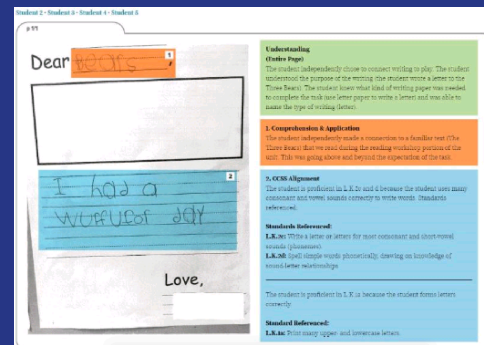 Student 2 - Student 3 - Student 4 - Student 5
Dear Bears,
1
I had a
2
wuffufof day
Love,
Understanding
(Entire Page)
The student independently chose to connect writing to play. The student
understood the purpose of the writing (the student wrote a letter to the
Three Bears). The student knew what kind of writing paper was needed
to complete the task (use letter paper to write a letter) and was able to
name the type of writing (letter).
1. Comprehension & Application
The student independently made a connection to a familiar text (The
Three Bears) that we read during the reading workshop portion of the
unit. This was going above and beyond the expectation of the task.
2. CCSS Alignment
The student is proficient in L.K.2c and d because the student uses many
consonant and vowel sounds correctly to write words. Standards
referenced:
Standards Referenced:
L.K.2c: Write a letter or letters for most consonant and short-vowel
sounds (phonemes).
L.K.2d: Spell simple words phonetically, drawing on knowledge of
sound-letter relationships.
The student is proficient in L.K.1a because the student forms letters
correctly.
Standard Referenced:
L.K.1a: Print many upper- and lowercase letters.